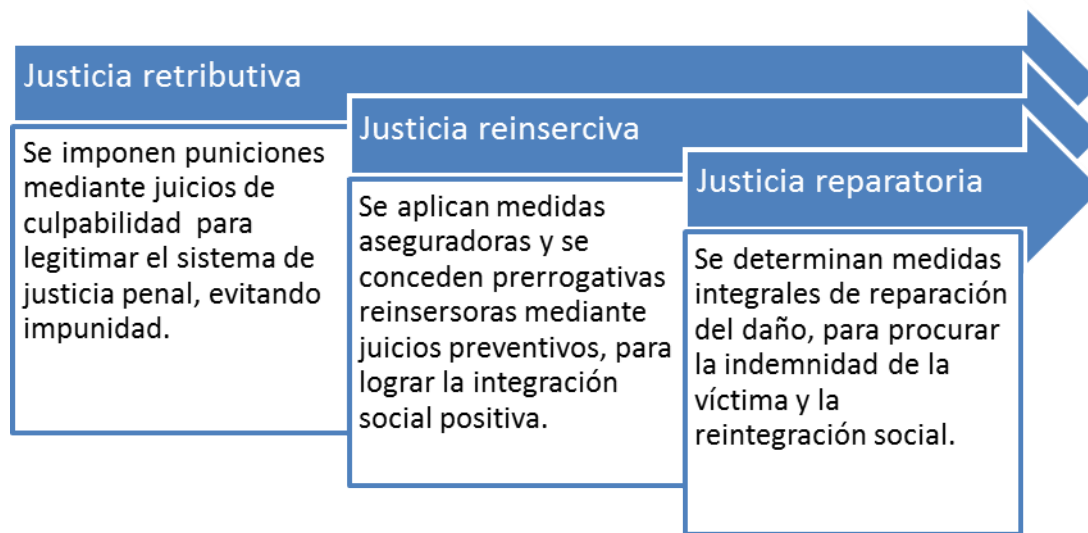 Justicia retributiva
Se imponen puniciones
mediante juicios de
culpabilidad para
legitimar el sistema de
justicia penal, evitando
impunidad.
Justicia reinserciva
Se aplican medidas
aseguradoras y se
conceden prerrogativas
reinsersoras mediante
juicios preventivos, para
lograr la integración
social positiva.
Justicia reparatoria
Se determinan medidas
integrales de reparación
del daño, para procurar
la indemnidad de la
víctima y la
reintegración social.